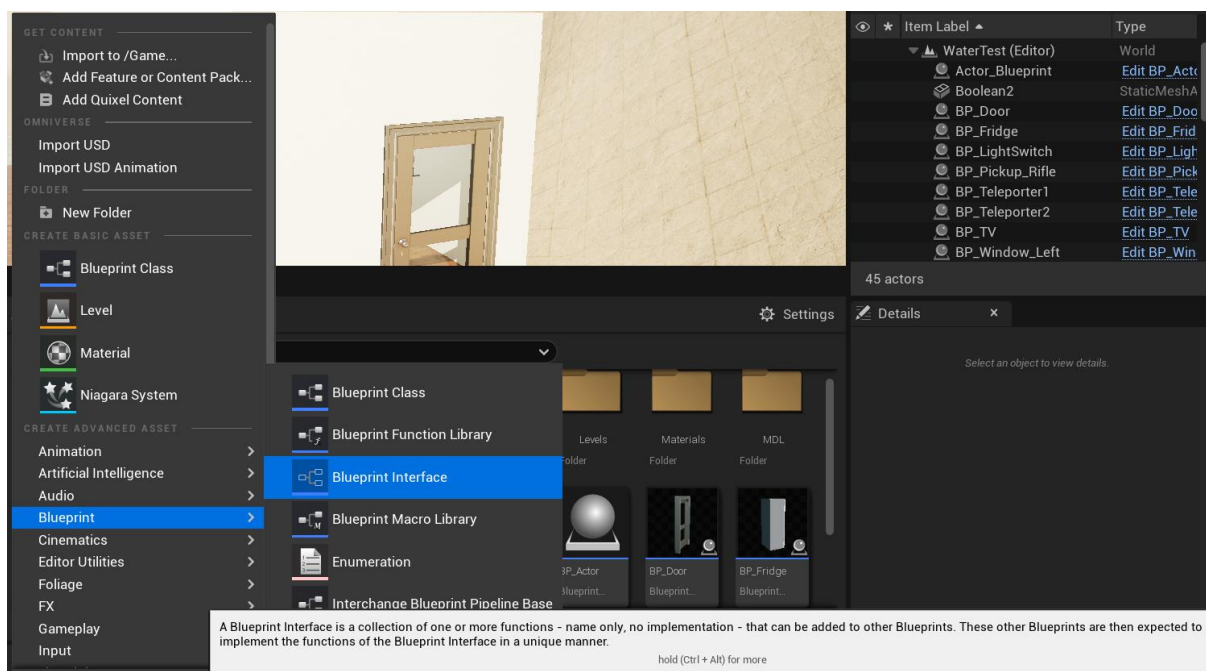 GET CONTENT
Import to /Game...
Add Feature or Content Pack...
Add Quixel Content
OMNIVERSE
Import USD
Import USD Animation
FOLDER
New Folder
CREATE BASIC ASSET
Blueprint Class
Level
Material
Niagara System
CREATE ADVANCED ASSET
Animation
Artificial Intelligence
Audio
Blueprint
Cinematics
Editor Utilities
Foliage
FX
Gameplay
Input
Blueprint Class
Blueprint Function Library
Blueprint Interface
Blueprint Macro Library
Enumeration
Interchange Blueprint Pipeline Base
Settings
Levels
Folder
Materials
Folder
MDL
Folder
BP_Actor
Blueprint...
BP_Door
Blueprint...
BP_Fridge
Blueprint...
Item Label Type
WaterTest (Editor) World
Actor_Blueprint Edit BP_Acto
Boolean2 StaticMeshA
BP_Door Edit BP_Doo
BP_Fridge Edit BP_Frid
BP_LightSwitch Edit BP_Ligh
BP_Pickup_Rifle Edit BP_Pick
BP_Teleporter1 Edit BP_Tele
BP_Teleporter2 Edit BP_Tele
BP_TV Edit BP_TV
BP_Window_Left Edit BP_Win
45 actors
Details
Select an object to view details.
A Blueprint Interface is a collection of one or more functions - name only, no implementation - that can be added to other Blueprints. These other Blueprints are then expected to
implement the functions of the Blueprint Interface in a unique manner.
hold (Ctrl + Alt) for more